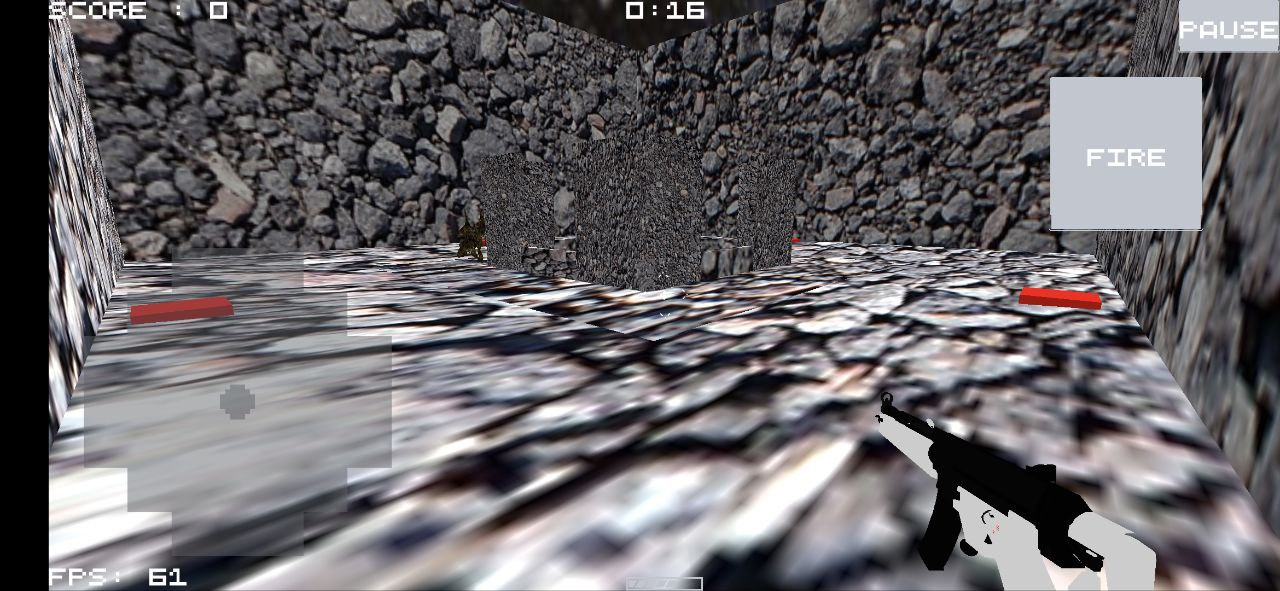 SCORE : 0
0:16
PAUSE
FIRE
FPS: 61